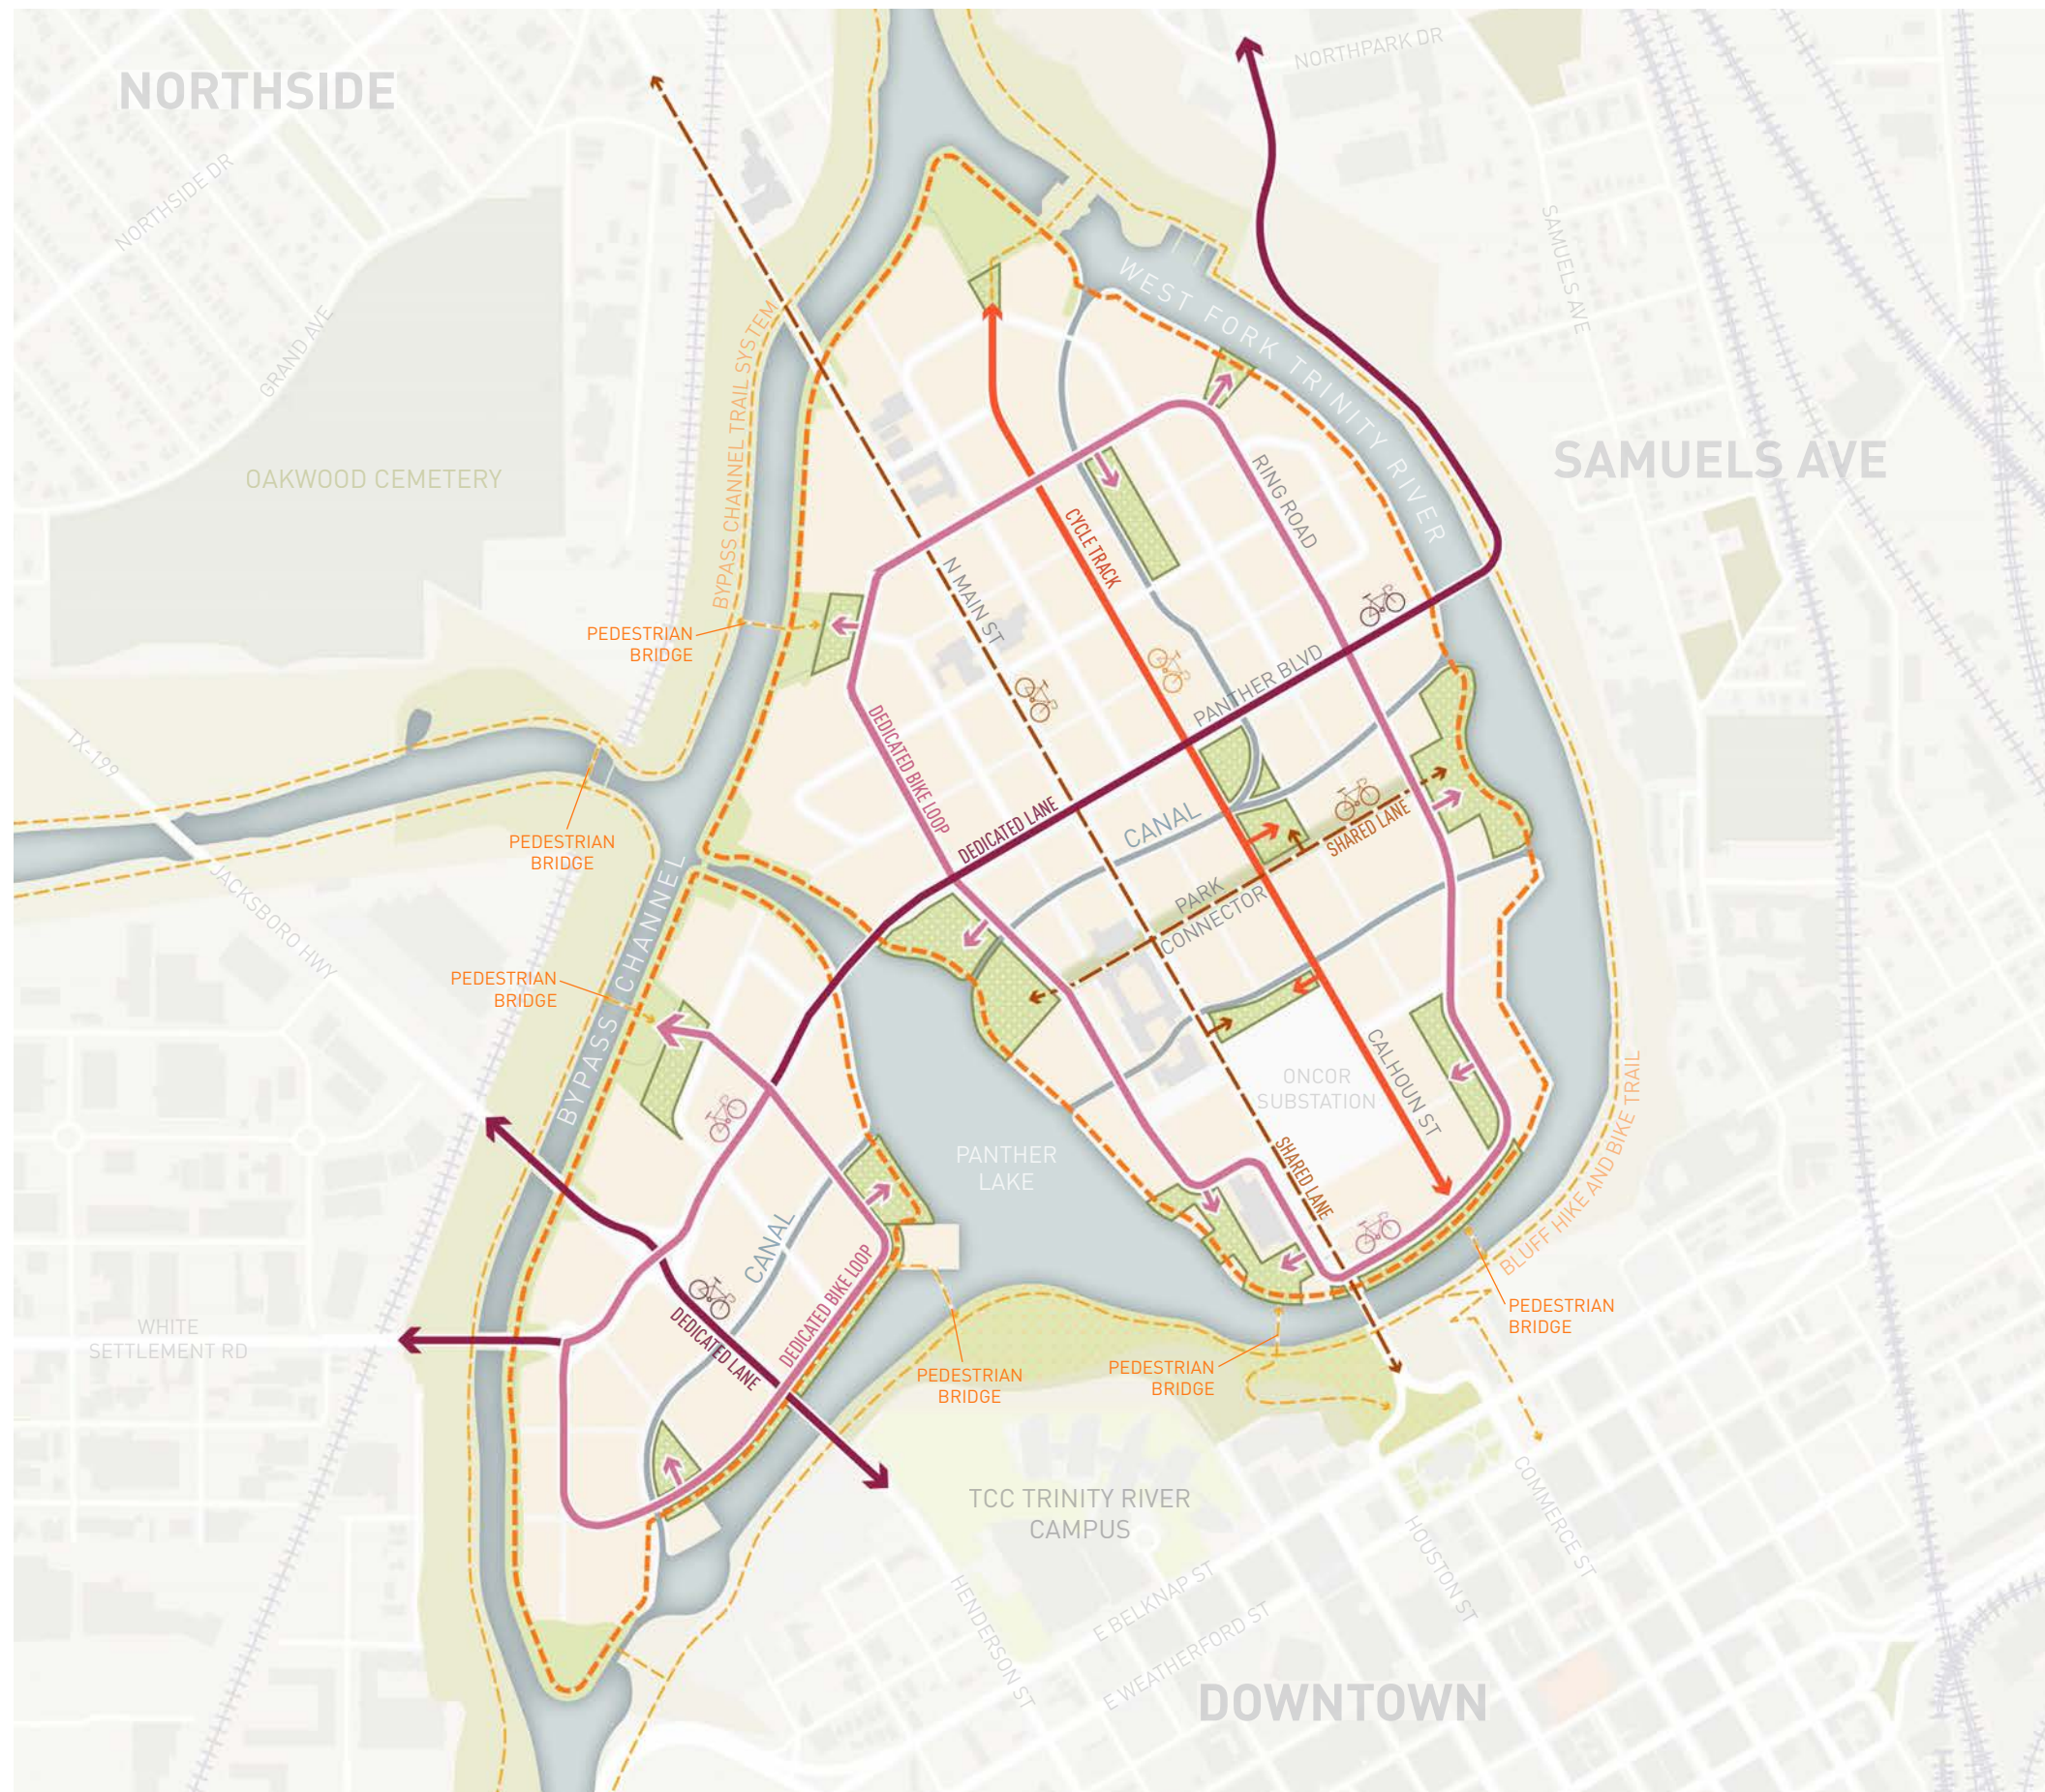 NORTHSIDE
NORTHPARK DR
NORTHSIDE DR
SAMUELS AVE
WEST FORK TRINITY RIVER
GRAND AVE
BYPASS CHANNEL TRAIL SYSTEM
SAMUELS AVE
OAKWOOD CEMETERY
RING ROAD
CYCLE TRACK
N MAIN ST
PEDESTRIAN
BRIDGE
PANTHER BLVD
DEDICATED BIKE LOOP
TX-199
DEDICATED LANE
CANAL
SHARED LANE
PEDESTRIAN
BRIDGE
JACKSBORO HWY
PARK
CONNECTOR
BYPASS CHANNEL
PEDESTRIAN
BRIDGE
CALHOUN ST
ONCOR
SUBSTATION
PANTHER
LAKE
SHARED LANE
BLUFF HIKE AND BIKE TRAIL
CANAL
DEDICATED BIKE LOOP
DEDICATED LANE
WHITE
SETTLEMENT RD
PEDESTRIAN
BRIDGE
PEDESTRIAN
BRIDGE
PEDESTRIAN
BRIDGE
TCC TRINITY RIVER
CAMPUS
COMMERCE ST
HOUSTON ST
HENDERSON ST
E BELKNAP ST
E WEATHERFORD ST
DOWNTOWN